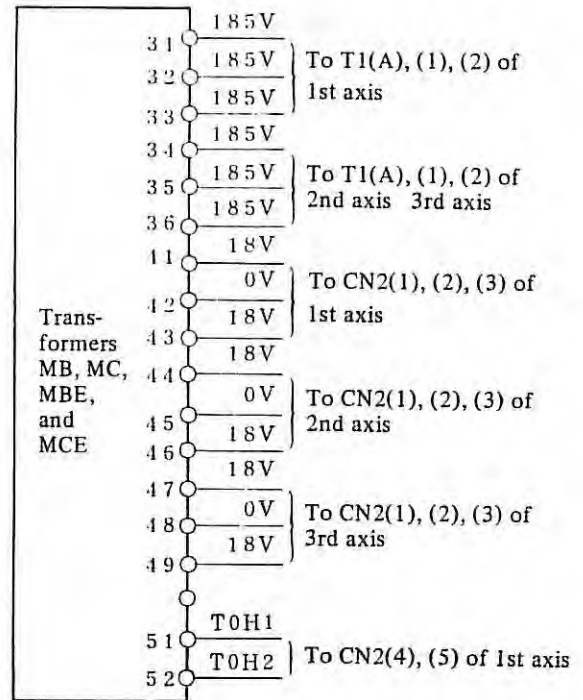 31 185V
32 185V To T1(A), (1), (2) of
33 185V 1st axis
34 185V
35 185V To T1(A), (1), (2) of
36 185V 2nd axis 3rd axis
41 18V
42 0V To CN2(1), (2), (3) of
43 18V 1st axis
44 18V
45 0V To CN2(1), (2), (3) of
46 18V 2nd axis
47 18V
48 0V To CN2(1), (2), (3) of
49 18V 3rd axis
Trans-
formers
MB, MC,
MBE,
and
MCE
51 TOH1
52 TOH2 To CN2(4), (5) of 1st axis